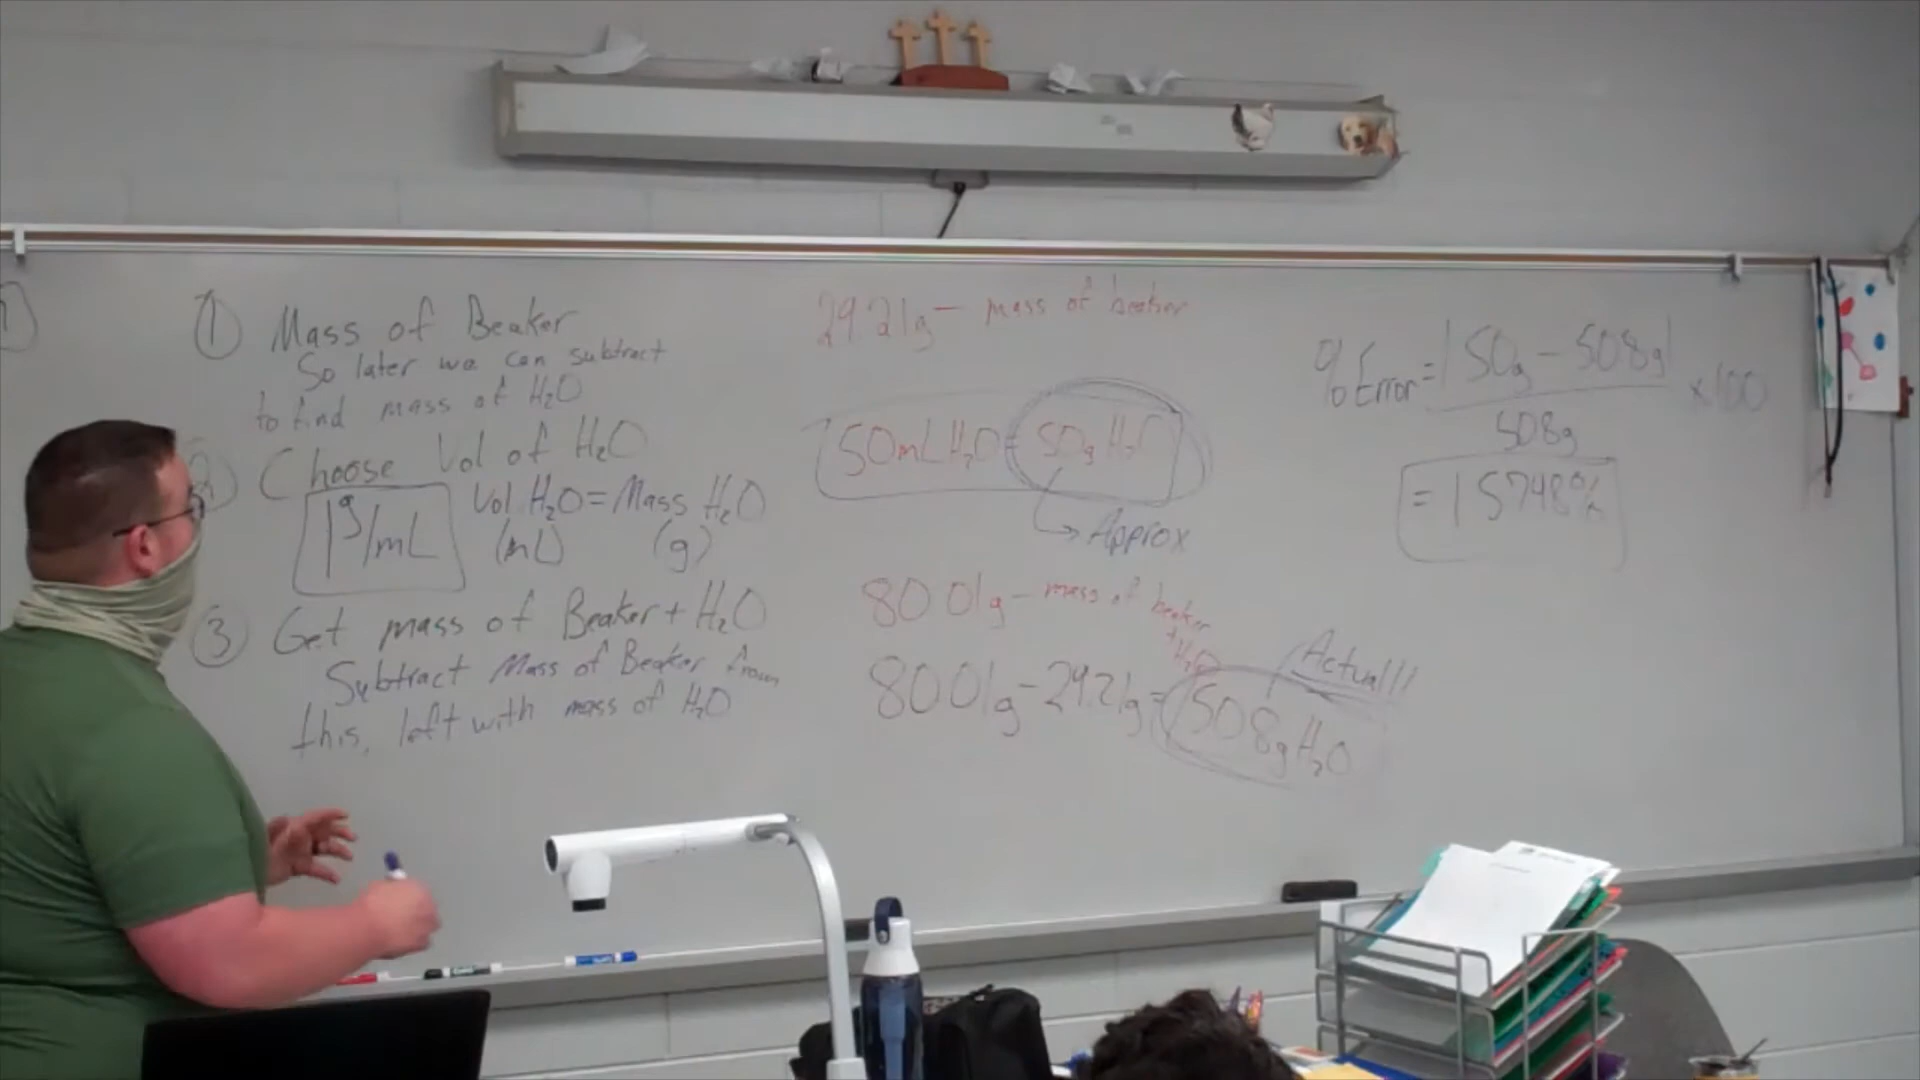 ① Mass of Beaker
So later we can subtract
to find mass of H₂O
② Choose Vol of H₂O
1g/mL
Vol H₂O = Mass H₂O
(mL) (g)
③ Get mass of Beaker + H₂O
Subtract Mass of Beaker from
this, left with mass of H₂O
29.21g — mass of beaker
50mL H₂O = 50g H₂O
↳ Approx
80.01g — mass of beaker
+ H₂O
80.01g - 29.21g = 50.8g H₂O
Actual!!
% Error = |50g - 50.8g| × 100
50.8g
= 1.5748%